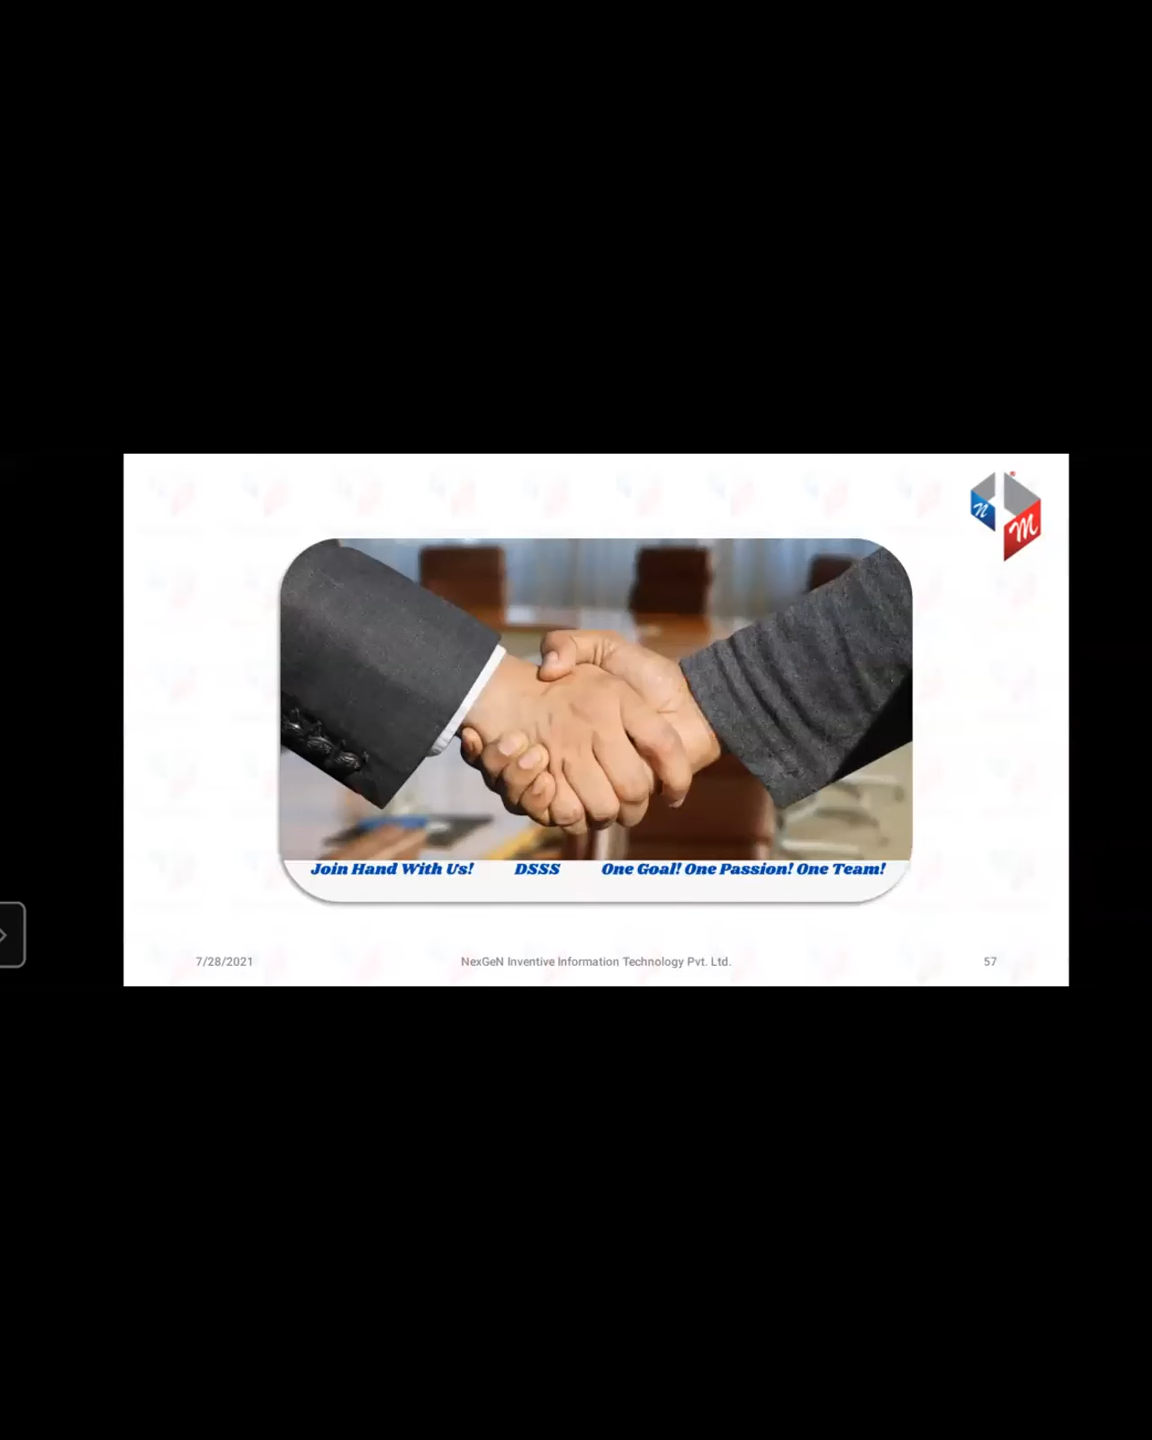 n
m
Join Hand With Us! DSSS One Goal! One Passion! One Team!
7/28/2021 NexGeN Inventive Information Technology Pvt. Ltd. 57